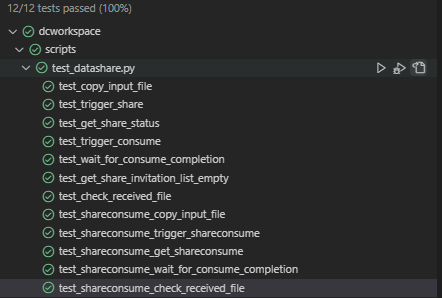 12/12 tests passed (100%)
dcworkspace
scripts
test_datashare.py
test_copy_input_file
test_trigger_share
test_get_share_status
test_trigger_consume
test_wait_for_consume_completion
test_get_share_invitation_list_empty
test_check_received_file
test_shareconsume_copy_input_file
test_shareconsume_trigger_shareconsume
test_shareconsume_get_shareconsume
test_shareconsume_wait_for_consume_completion
test_shareconsume_check_received_file